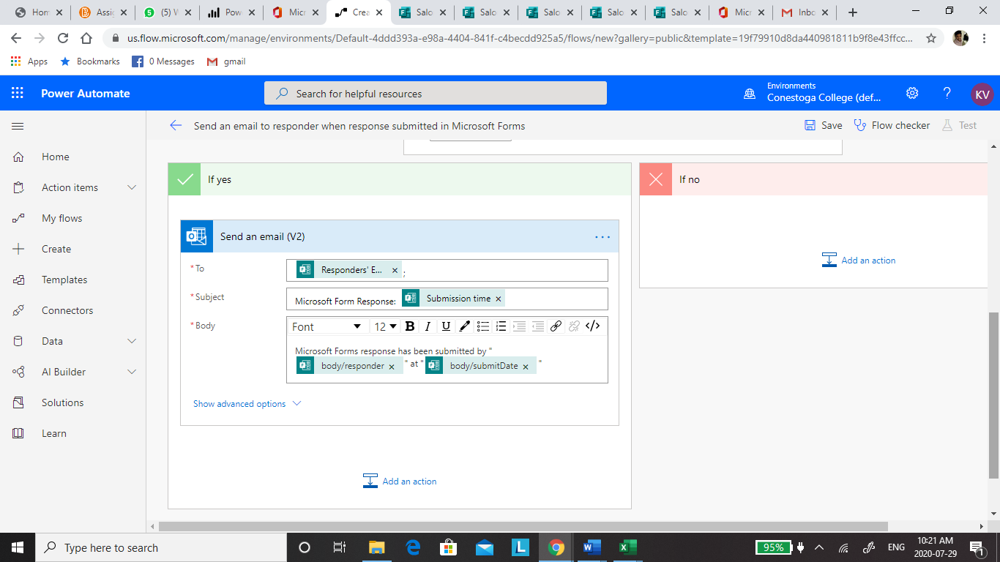 Hom
Assig
(5) W
Pow
Micr
Crea
Salo
Salo
Salo
Salo
Salo
Micr
Inbo
us.flow.microsoft.com/manage/environments/Default-4ddd393a-e98a-4404-841f-c4becdd925a5/flows/new?gallery=public&template=19f79910d8da440981811b9f8e43ffcc...
Apps Bookmarks 0 Messages gmail
Power Automate
Search for helpful resources
Environments
Conestoga College (def...
? KV
Send an email to responder when response submitted in Microsoft Forms
Save Flow checker Test
Home
Action items
My flows
Create
Templates
Connectors
Data
AI Builder
Solutions
Learn
If yes
Send an email (V2) ...
* To Responders' E... × ;
* Subject Microsoft Form Response: Submission time ×
* Body Font 12 B I U </>
Microsoft Forms response has been submitted by "
body/responder × " at " body/submitDate × "
Show advanced options
Add an action
If no
Add an action
Type here to search
95% ENG 10:21 AM
2020-07-29 1